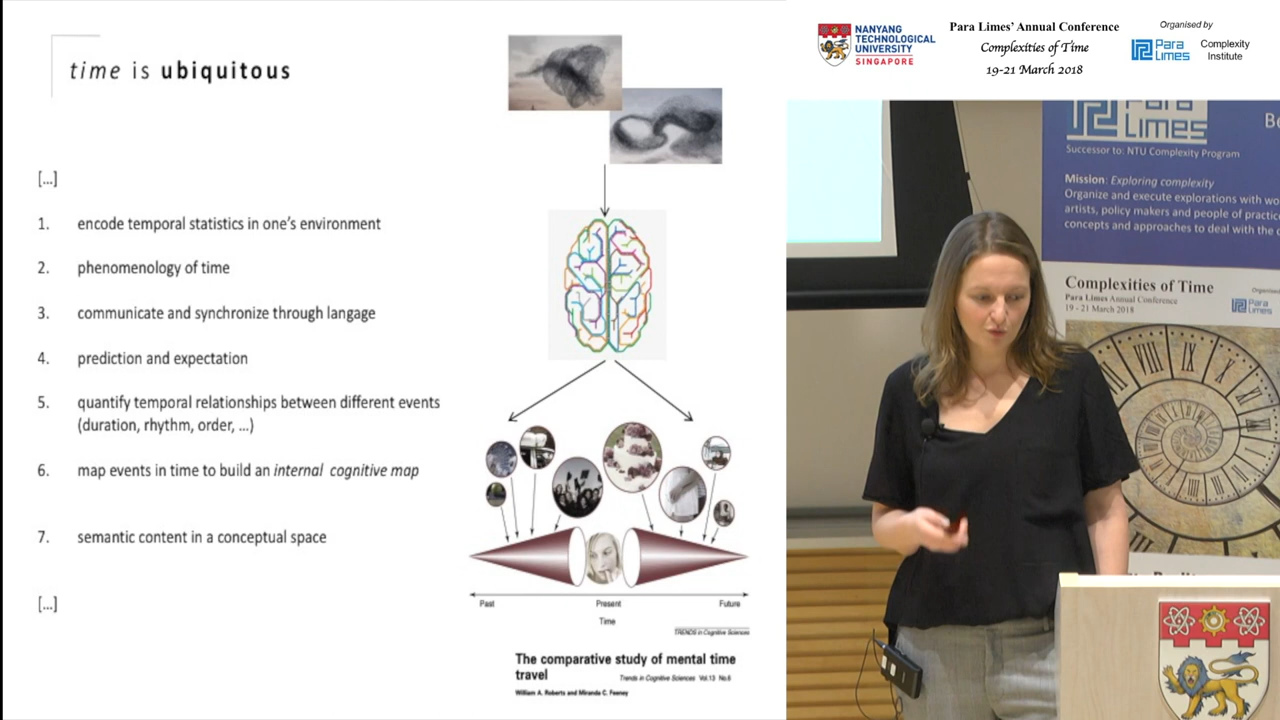 time is ubiquitous
[...]
1. encode temporal statistics in one's environment
2. phenomenology of time
3. communicate and synchronize through langage
4. prediction and expectation
5. quantify temporal relationships between different events
(duration, rhythm, order, ...)
6. map events in time to build an internal cognitive map
7. semantic content in a conceptual space
[...]
Past Present Future
Time
TRENDS in Cognitive Sciences
The comparative study of mental time
travel
Trends in Cognitive Sciences Vol.13 No.6
William A. Roberts and Miranda C. Feeney
NANYANG
TECHNOLOGICAL
UNIVERSITY
SINGAPORE
Para Limes' Annual Conference
Complexities of Time
19-21 March 2018
Organised by
Para
Limes
Complexity
Institute
Limes
Successor to: NTU Complexity Program
Mission: Exploring complexity
Organize and execute explorations with
artists, policy makers and people of
concepts and approaches to deal with the
Complexities of Time
Para Limes Annual Conference
19 - 21 March 2018
Para
Limes
VIII IX X